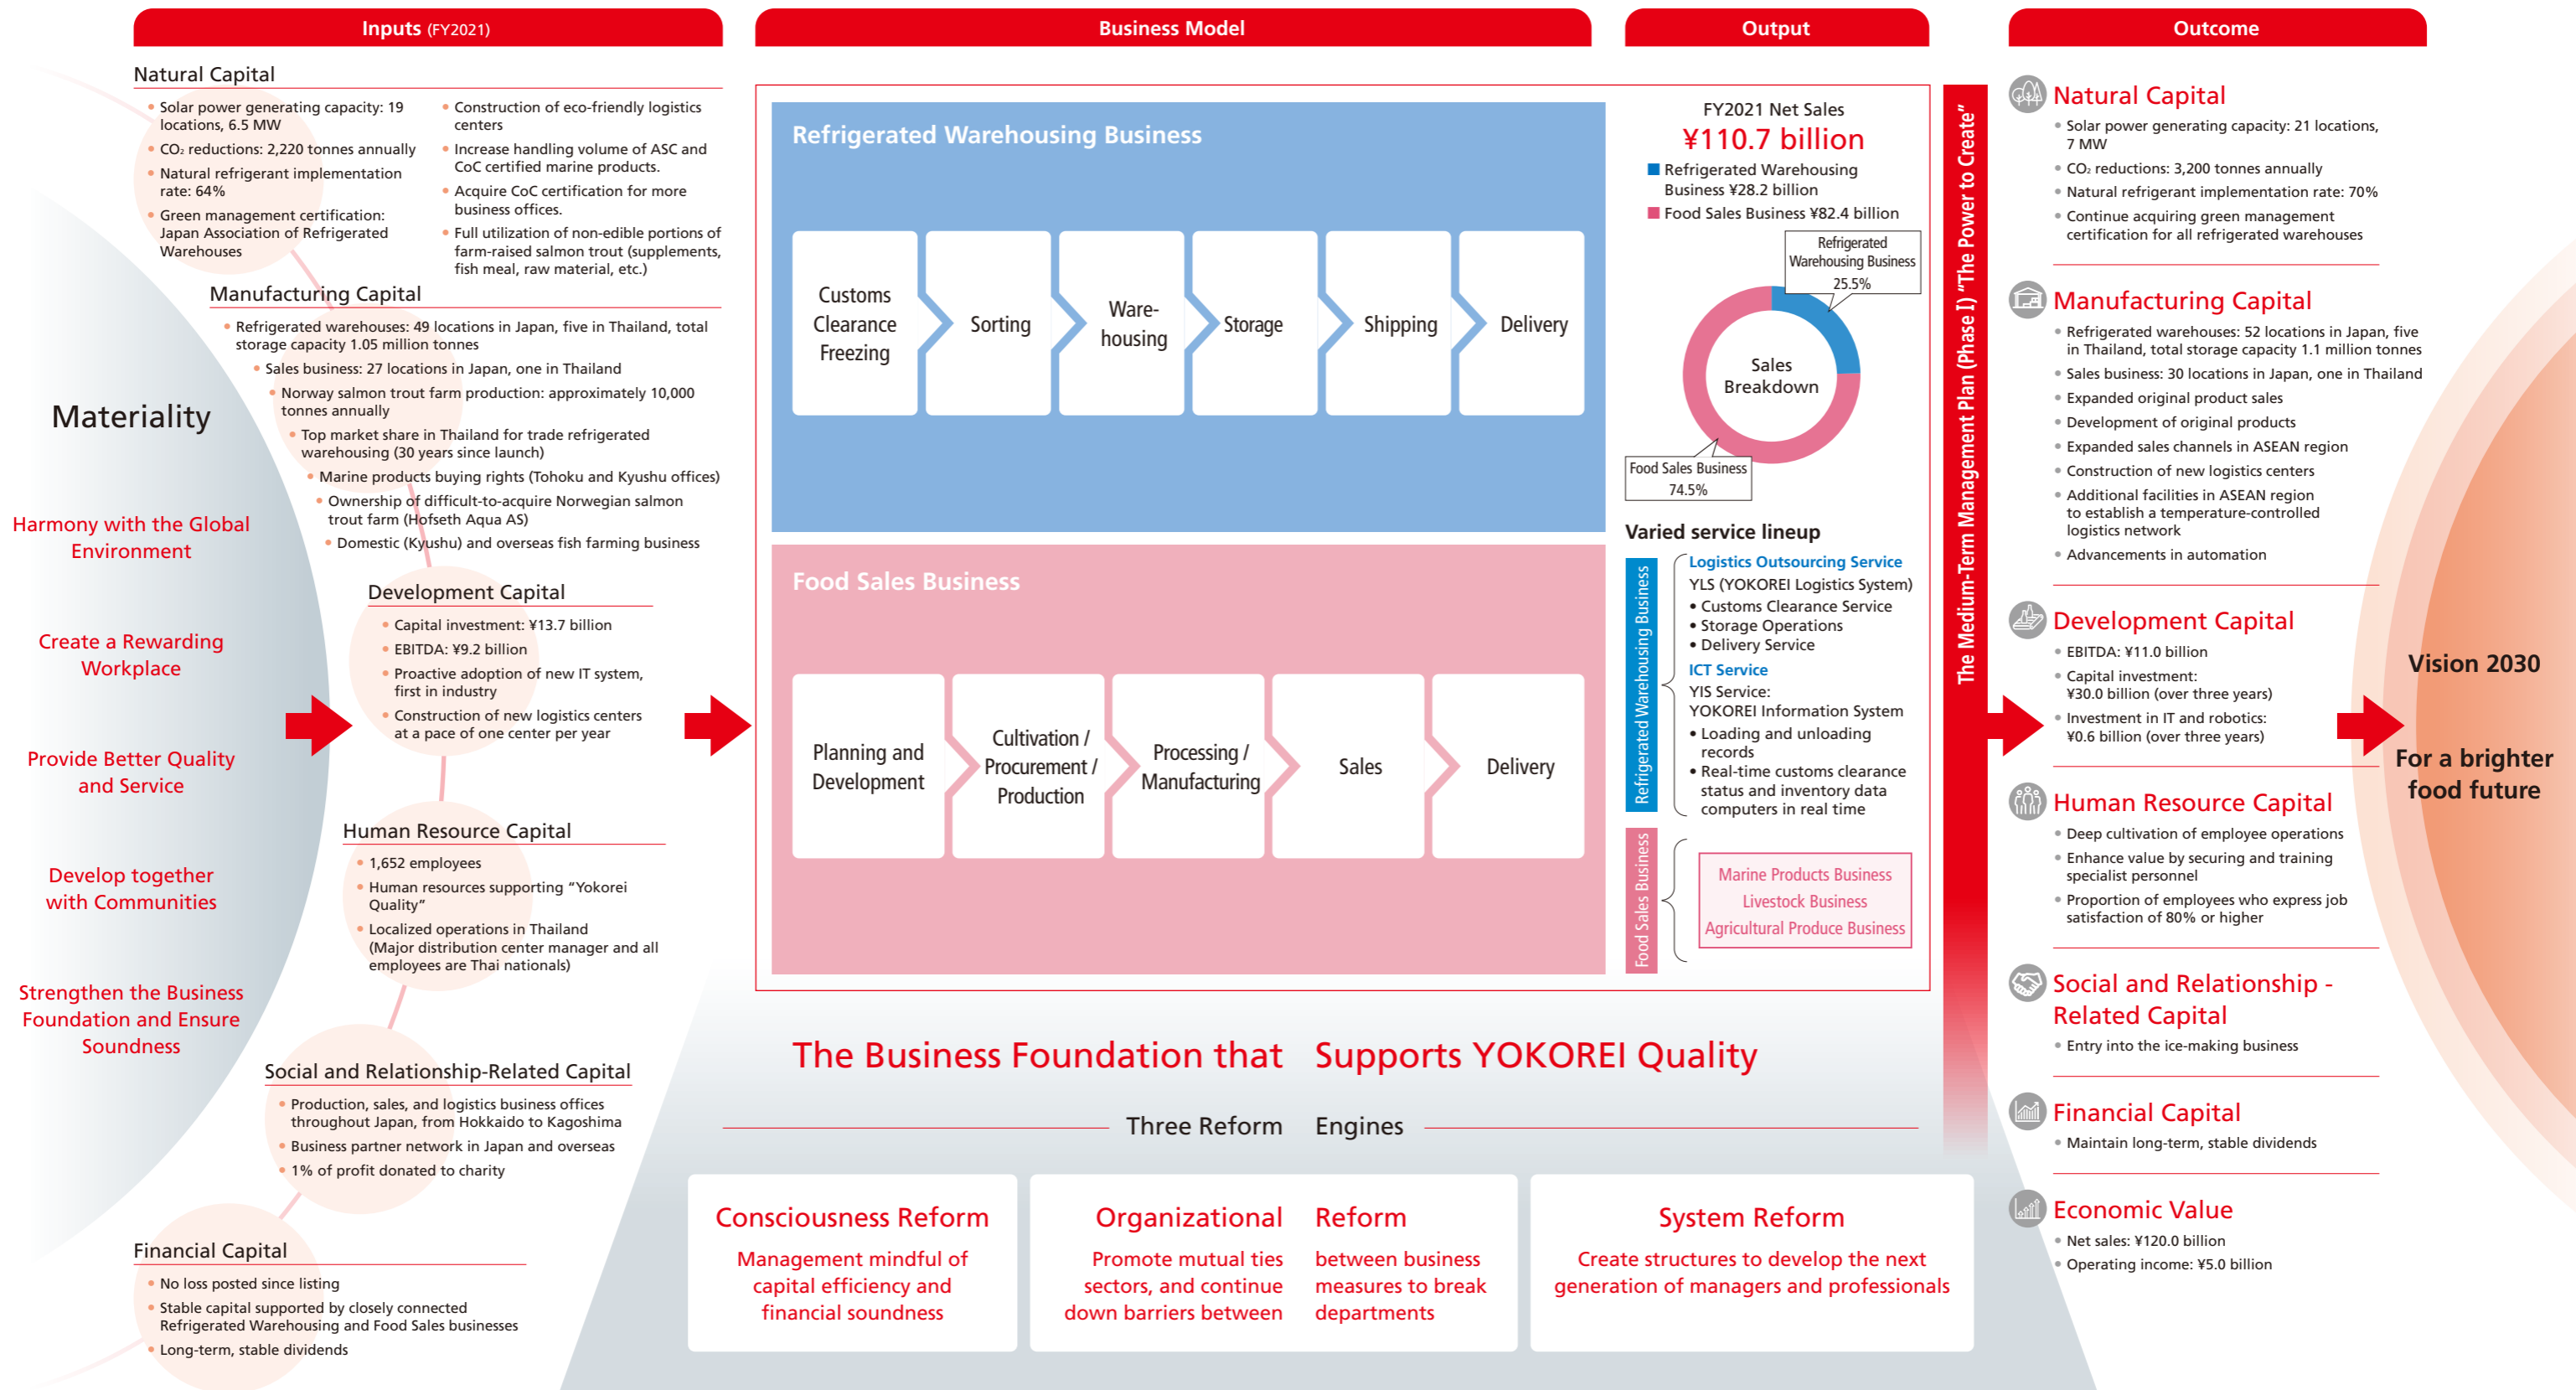 Inputs (FY2021)
Business Model
Output
Outcome
Materiality
Harmony with the Global
Environment
Create a Rewarding
Workplace
Provide Better Quality
and Service
Develop together
with Communities
Strengthen the Business
Foundation and Ensure
Soundness
Natural Capital
• Solar power generating capacity: 19
locations, 6.5 MW
• CO₂ reductions: 2,220 tonnes annually
• Natural refrigerant implementation
rate: 64%
• Green management certification:
Japan Association of Refrigerated
Warehouses
• Construction of eco-friendly logistics
centers
• Increase handling volume of ASC and
CoC certified marine products.
• Acquire CoC certification for more
business offices.
• Full utilization of non-edible portions of
farm-raised salmon trout (supplements,
fish meal, raw material, etc.)
Manufacturing Capital
• Refrigerated warehouses: 49 locations in Japan, five in Thailand, total
storage capacity 1.05 million tonnes
• Sales business: 27 locations in Japan, one in Thailand
• Norway salmon trout farm production: approximately 10,000
tonnes annually
• Top market share in Thailand for trade refrigerated
warehousing (30 years since launch)
• Marine products buying rights (Tohoku and Kyushu offices)
• Ownership of difficult-to-acquire Norwegian salmon
trout farm (Hofseth Aqua AS)
• Domestic (Kyushu) and overseas fish farming business
Development Capital
• Capital investment: ¥13.7 billion
• EBITDA: ¥9.2 billion
• Proactive adoption of new IT system,
first in industry
• Construction of new logistics centers
at a pace of one center per year
Human Resource Capital
• 1,652 employees
• Human resources supporting “Yokorei
Quality”
• Localized operations in Thailand
(Major distribution center manager and all
employees are Thai nationals)
Social and Relationship-Related Capital
• Production, sales, and logistics business offices
throughout Japan, from Hokkaido to Kagoshima
• Business partner network in Japan and overseas
• 1% of profit donated to charity
Financial Capital
• No loss posted since listing
• Stable capital supported by closely connected
Refrigerated Warehousing and Food Sales businesses
• Long-term, stable dividends
Refrigerated Warehousing Business
Customs
Clearance
Freezing
Sorting
Ware-
housing
Storage
Shipping
Delivery
Food Sales Business
Planning and
Development
Cultivation /
Procurement /
Production
Processing /
Manufacturing
Sales
Delivery
FY2021 Net Sales
¥110.7 billion
Refrigerated Warehousing
Business ¥28.2 billion
Food Sales Business ¥82.4 billion
Refrigerated
Warehousing Business
25.5%
Sales
Breakdown
Food Sales Business
74.5%
Varied service lineup
Refrigerated Warehousing Business
Logistics Outsourcing Service
YLS (YOKOREI Logistics System)
• Customs Clearance Service
• Storage Operations
• Delivery Service
ICT Service
YIS Service:
YOKOREI Information System
• Loading and unloading
records
• Real-time customs clearance
status and inventory data
computers in real time
Food Sales Business
Marine Products Business
Livestock Business
Agricultural Produce Business
The Medium-Term Management Plan (Phase I) “The Power to Create”
The Business Foundation that Supports YOKOREI Quality
Three Reform Engines
Consciousness Reform
Management mindful of
capital efficiency and
financial soundness
Organizational Reform
Promote mutual ties between business
sectors, and continue measures to break
down barriers between departments
System Reform
Create structures to develop the next
generation of managers and professionals
Natural Capital
• Solar power generating capacity: 21 locations,
7 MW
• CO₂ reductions: 3,200 tonnes annually
• Natural refrigerant implementation rate: 70%
• Continue acquiring green management
certification for all refrigerated warehouses
Manufacturing Capital
• Refrigerated warehouses: 52 locations in Japan, five
in Thailand, total storage capacity 1.1 million tonnes
• Sales business: 30 locations in Japan, one in Thailand
• Expanded original product sales
• Development of original products
• Expanded sales channels in ASEAN region
• Construction of new logistics centers
• Additional facilities in ASEAN region
to establish a temperature-controlled
logistics network
• Advancements in automation
Development Capital
• EBITDA: ¥11.0 billion
• Capital investment:
¥30.0 billion (over three years)
• Investment in IT and robotics:
¥0.6 billion (over three years)
Human Resource Capital
• Deep cultivation of employee operations
• Enhance value by securing and training
specialist personnel
• Proportion of employees who express job
satisfaction of 80% or higher
Social and Relationship -
Related Capital
• Entry into the ice-making business
Financial Capital
• Maintain long-term, stable dividends
Economic Value
• Net sales: ¥120.0 billion
• Operating income: ¥5.0 billion
Vision 2030
For a brighter
food future